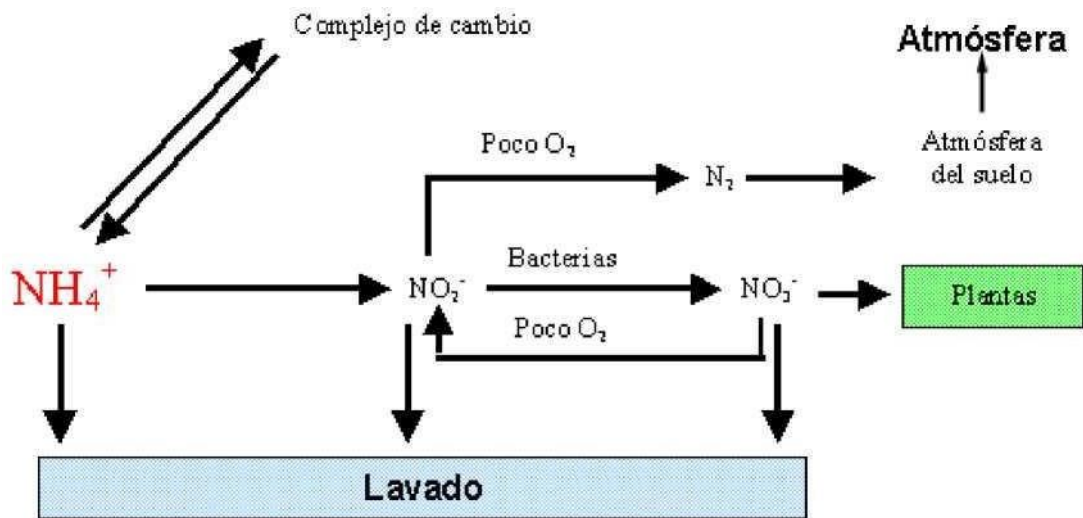 Complejo de cambio
Atmósfera
Poco O₂
N₂
Atmósfera
del suelo
NH₄⁺
NO₂⁻
Bacterias
NO₃⁻
Plantas
Poco O₂
Lavado